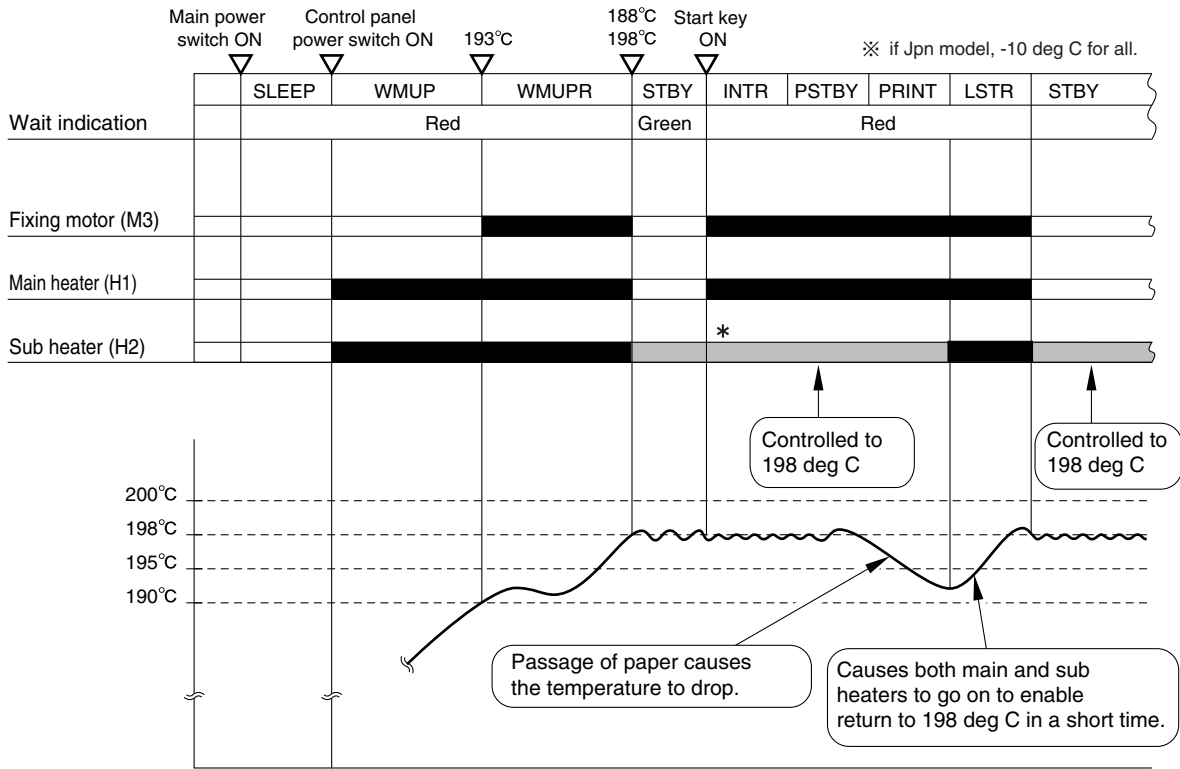 Main power
switch ON
Control panel
power switch ON
193°C
188°C
198°C
Start key
ON
※ if Jpn model, -10 deg C for all.
SLEEP WMUP WMUPR STBY INTR PSTBY PRINT LSTR STBY
Wait indication Red Green Red
Fixing motor (M3)
Main heater (H1)
*
Sub heater (H2)
Controlled to
198 deg C
Controlled to
198 deg C
200°C
198°C
195°C
190°C
Passage of paper causes
the temperature to drop.
Causes both main and sub
heaters to go on to enable
return to 198 deg C in a short time.